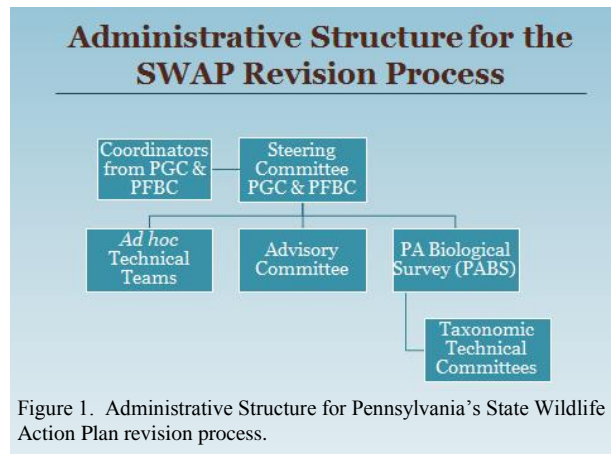 Administrative Structure for the
SWAP Revision Process
Coordinators
from PGC &
PFBC
Steering
Committee
PGC & PFBC
Ad hoc
Technical
Teams
Advisory
Committee
PA Biological
Survey (PABS)
Taxonomic
Technical
Committees
Figure 1. Administrative Structure for Pennsylvania's State Wildlife
Action Plan revision process.